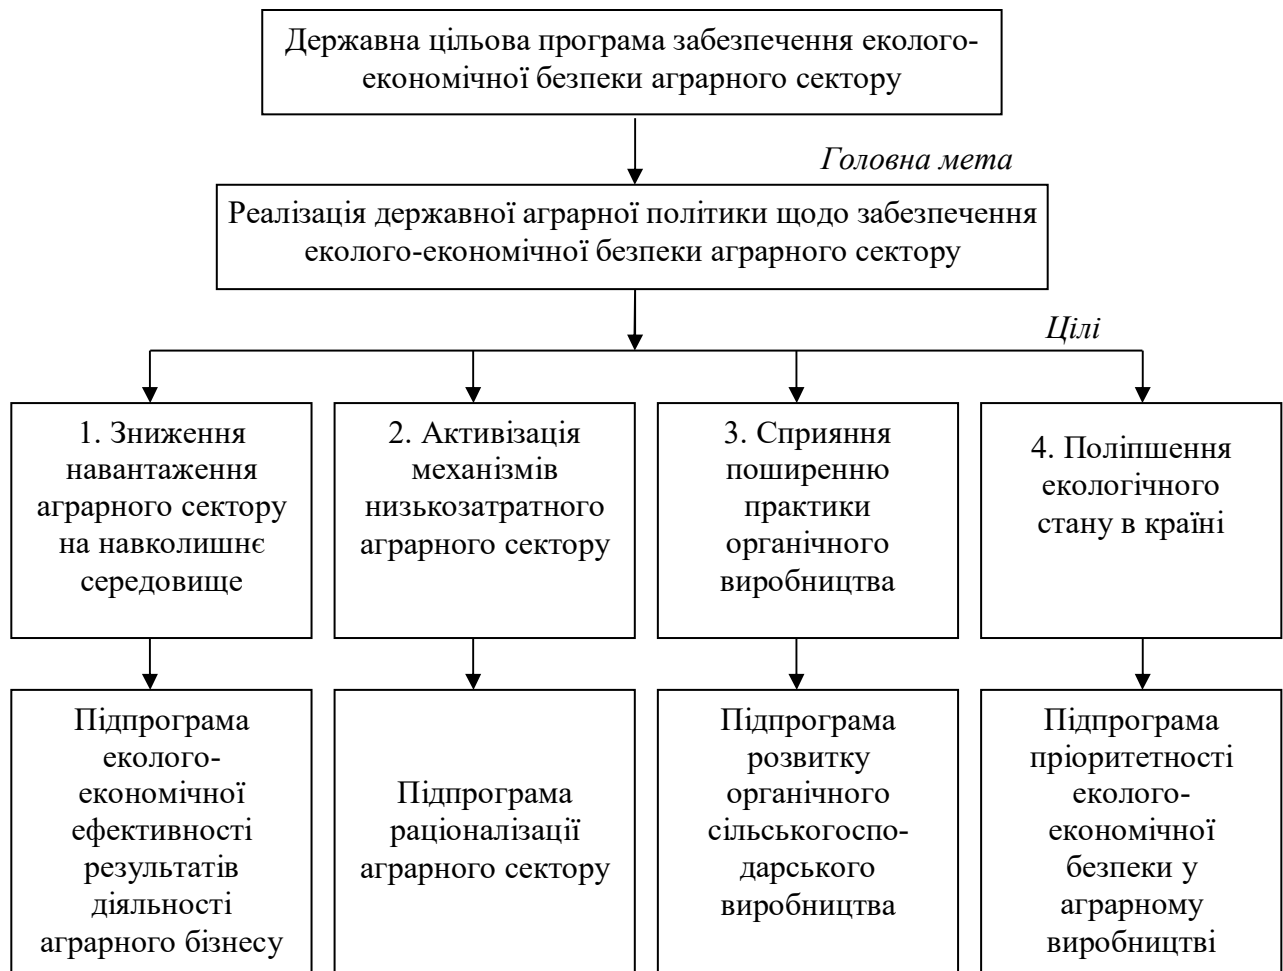 Державна цільова програма забезпечення еколого-
економічної безпеки аграрного сектору
Головна мета
Реалізація державної аграрної політики щодо забезпечення
еколого-економічної безпеки аграрного сектору
Цілі
1. Зниження
навантаження
аграрного сектору
на навколишнє
середовище
2. Активізація
механізмів
низькозатратного
аграрного сектору
3. Сприяння
поширенню
практики
органічного
виробництва
4. Поліпшення
екологічного
стану в країні
Підпрограма
еколого-
економічної
ефективності
результатів
діяльності
аграрного бізнесу
Підпрограма
раціоналізації
аграрного сектору
Підпрограма
розвитку
органічного
сільськогоспо-
дарського
виробництва
Підпрограма
пріоритетності
еколого-
економічної
безпеки у
аграрному
виробництві